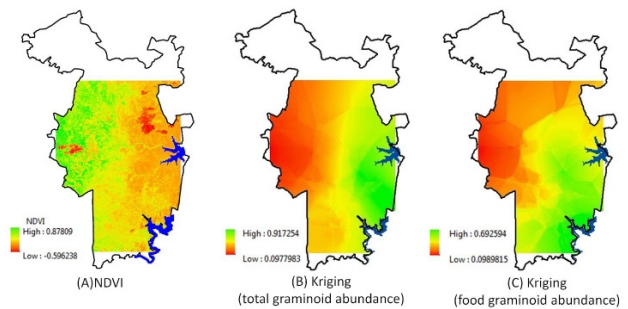 NDVI
High : 0.87809
Low : -0.596238
(A)NDVI
High : 0.917254
Low : 0.0977983
(B) Kriging
(total graminoid abundance)
High : 0.692594
Low : 0.0989815
(C) Kriging
(food graminoid abundance)